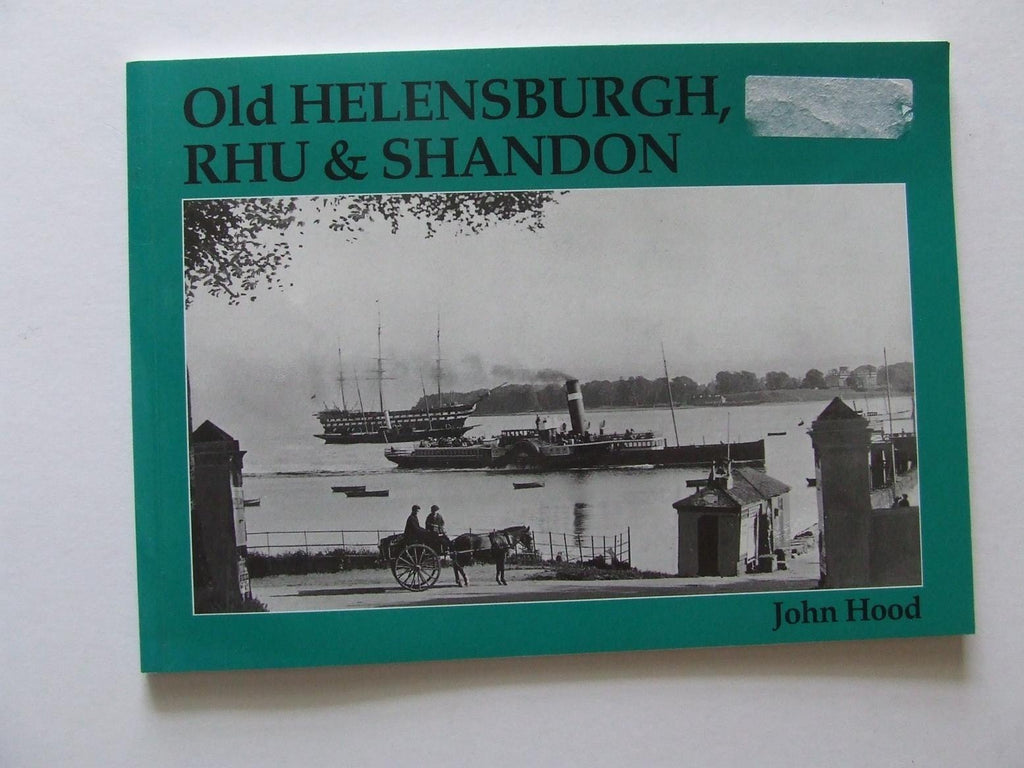 Old HELENSBURGH,
RHU & SHANDON
John Hood